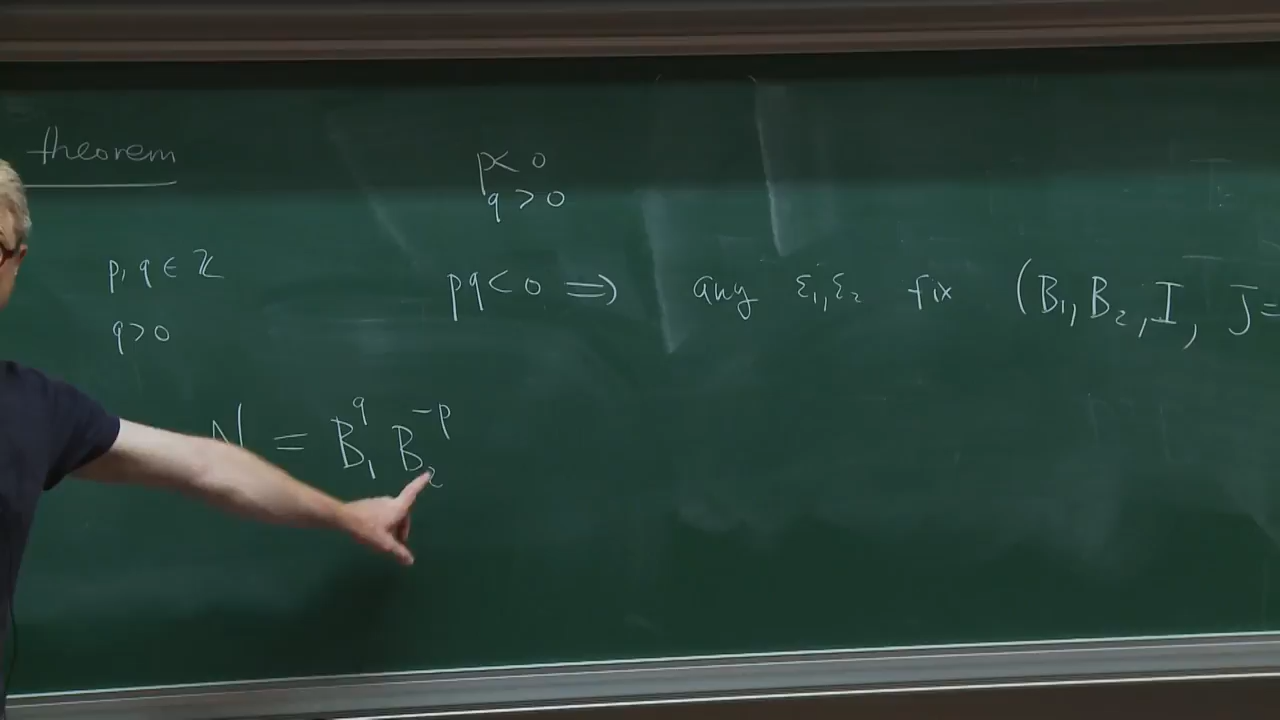 theorem
p < 0
q > 0
p, q ∈ ℤ
q > 0
pq < 0 ⟹ any ε₁, ε₂ fix (B₁, B₂, I, J =
N = B₁^q B₂^{-p}